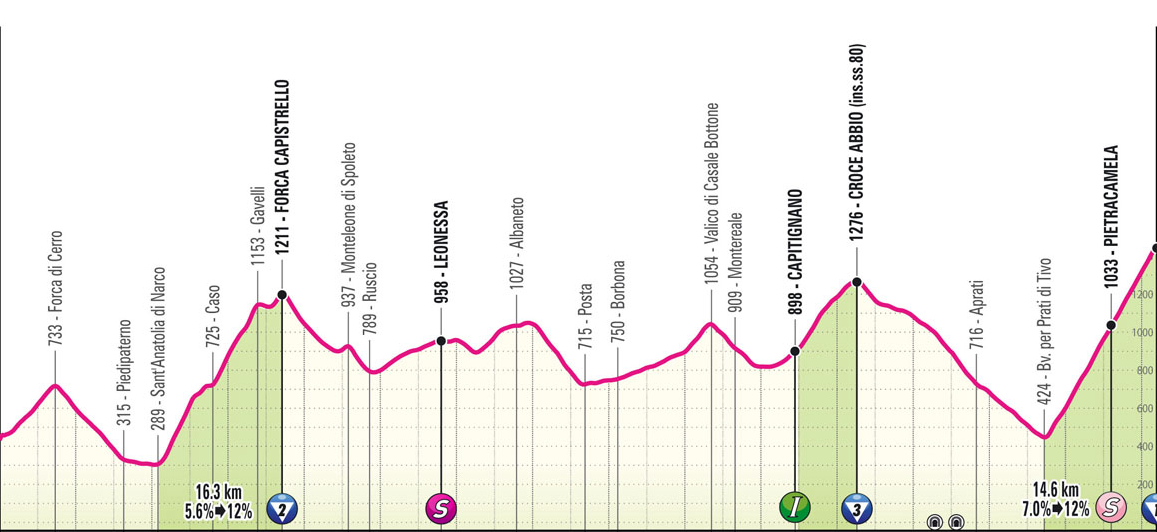 733 - Forca di Cerro
315 - Piedipaterno
289 - Sant'Anatolia di Narco
725 - Caso
1153 - Gavelli
1211 - FORCA CAPISTRELLO
937 - Monteleone di Spoleto
789 - Ruscio
958 - LEONESSA
1027 - Albaneto
715 - Posta
750 - Borbona
1054 - Valico di Casale Bottone
909 - Montereale
898 - CAPITIGNANO
1276 - CROCE ABBIO (ins.ss.80)
716 - Aprati
424 - Bv. per Prati di Tivo
1033 - PIETRACAMELA
1200
1000
800
600
400
200
16.3 km
5.6% 12%
2
S
I
3
14.6 km
7.0% 12%
S